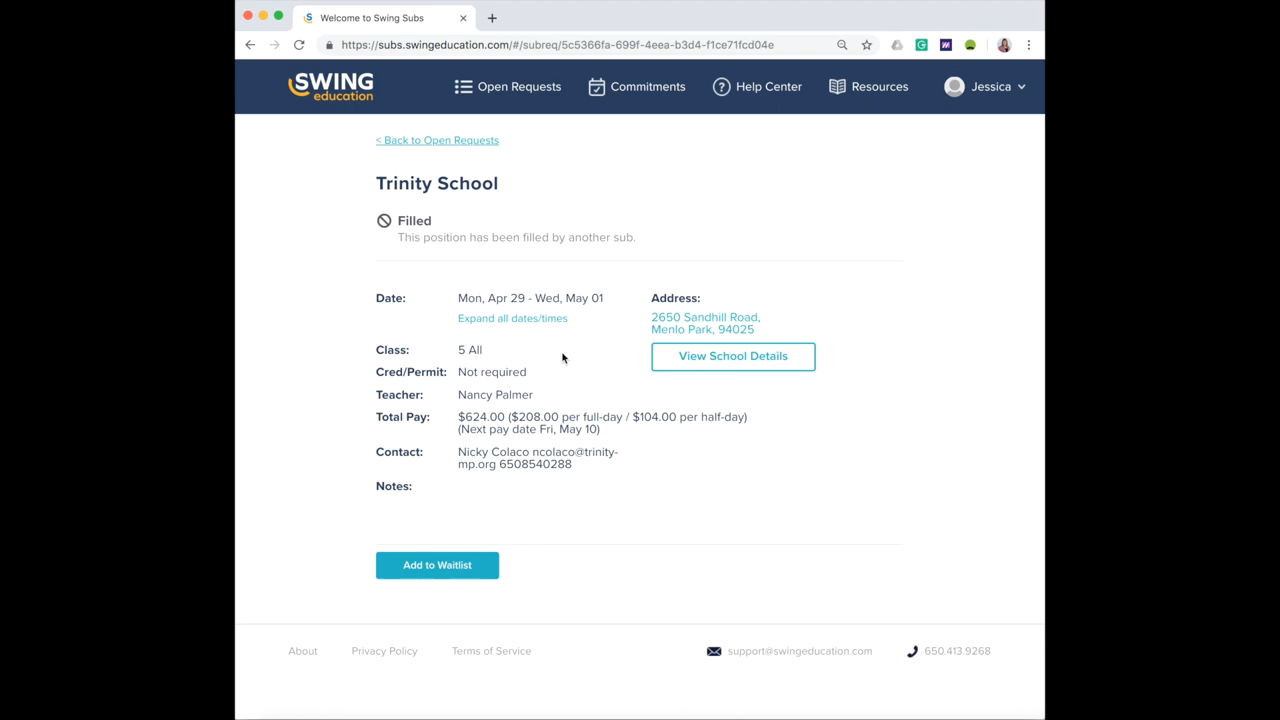 Welcome to Swing Subs
https://subs.swingeducation.com/#/subreq/5c5366fa-699f-4eea-b3d4-f1ce71fcd04e
SWING
education
Open Requests
Commitments
Help Center
Resources
Jessica
< Back to Open Requests
Trinity School
Filled
This position has been filled by another sub.
Date:
Mon, Apr 29 - Wed, May 01
Expand all dates/times
Address:
2650 Sandhill Road,
Menlo Park, 94025
View School Details
Class:
5 All
Cred/Permit:
Not required
Teacher:
Nancy Palmer
Total Pay:
$624.00 ($208.00 per full-day / $104.00 per half-day)
(Next pay date Fri, May 10)
Contact:
Nicky Colaco ncolaco@trinity-
mp.org 6508540288
Notes:
Add to Waitlist
About
Privacy Policy
Terms of Service
support@swingeducation.com
650.413.9268